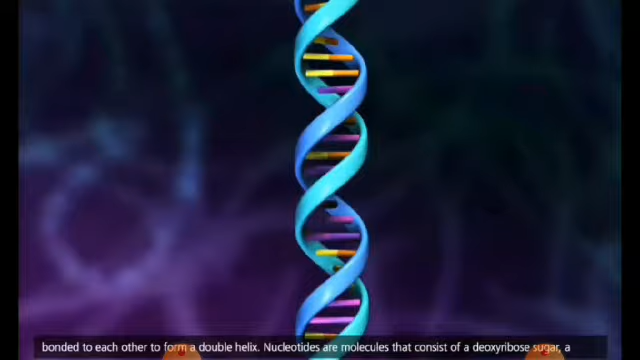 bonded to each other to form a double helix. Nucleotides are molecules that consist of a deoxyribose sugar, a